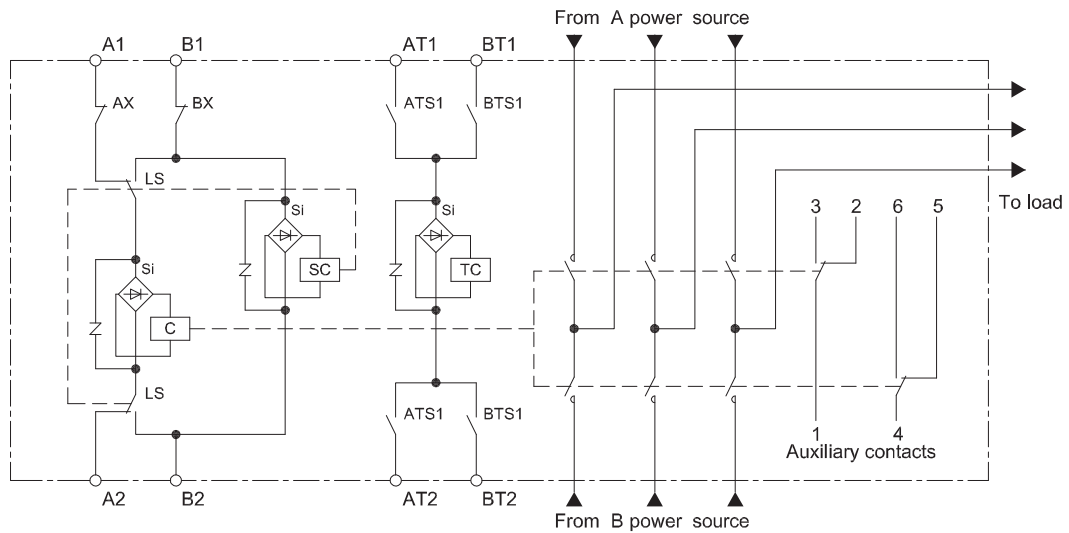 From A power source
A1 B1 AT1 BT1
AX BX ATS1 BTS1
LS
To load
Si Si
3 2 6 5
Si
SC TC
C
LS
ATS1 BTS1
1 4
Auxiliary contacts
A2 B2 AT2 BT2
From B power source